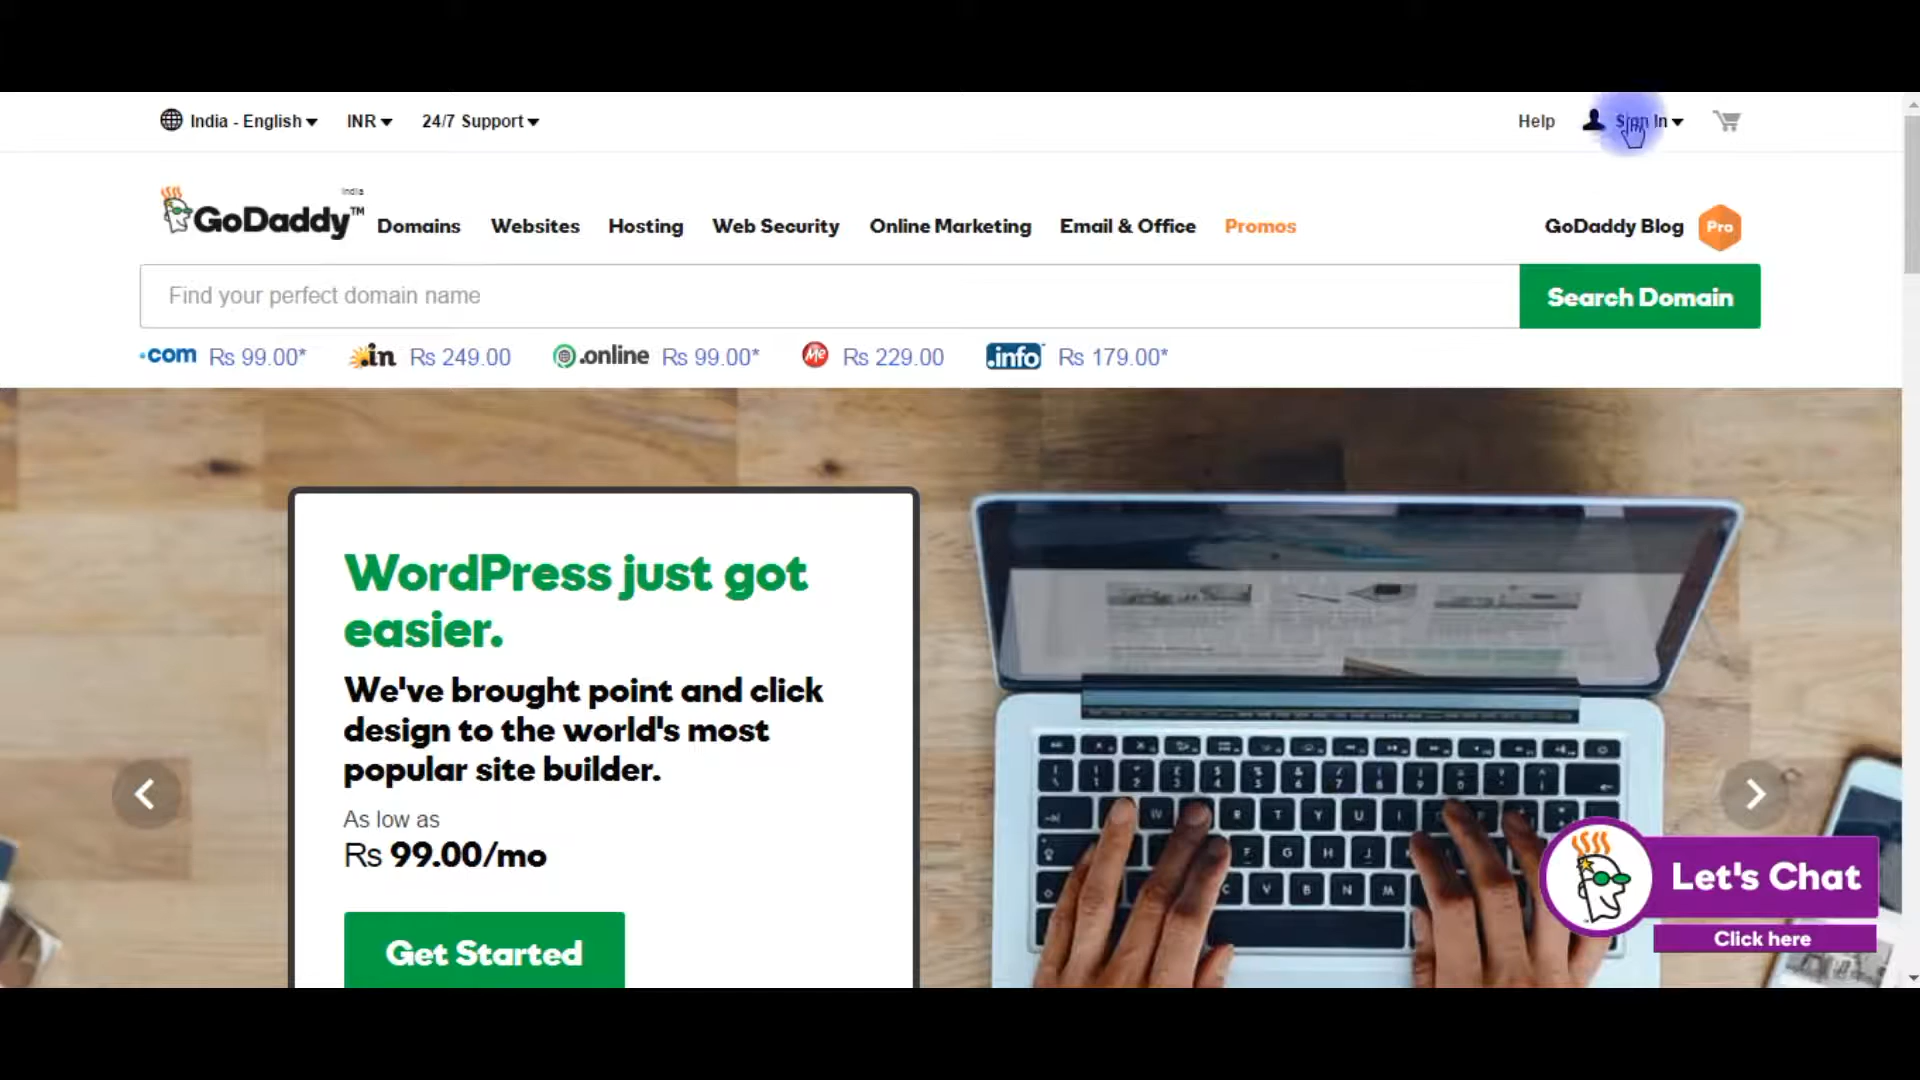 India - English INR 24/7 Support Help Sign In
India
GoDaddy™ Domains Websites Hosting Web Security Online Marketing Email & Office Promos GoDaddy Blog Pro
Find your perfect domain name Search Domain
.com Rs 99.00* .in Rs 249.00 .online Rs 99.00* Me Rs 229.00 .info Rs 179.00*
WordPress just got
easier.
We've brought point and click
design to the world's most
popular site builder.
As low as
Rs 99.00/mo
Get Started
Let's Chat
Click here